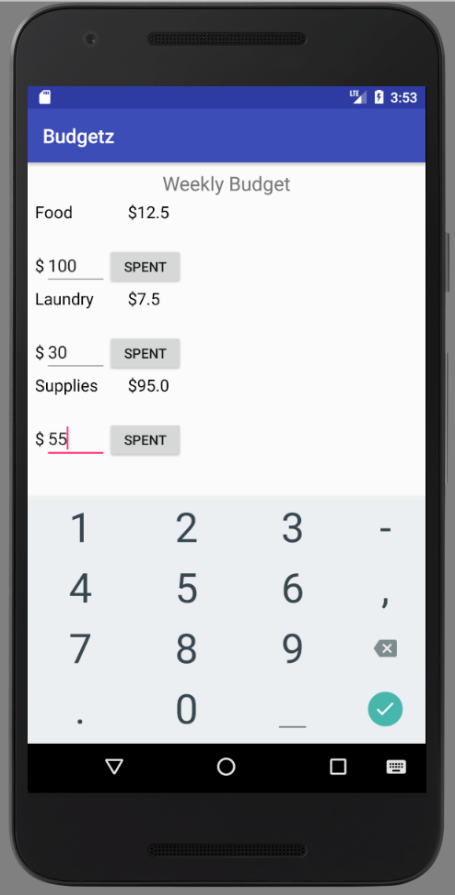 LTE 3:53
Budgetz
Weekly Budget
Food $12.5
$ 100 SPENT
Laundry $7.5
$ 30 SPENT
Supplies $95.0
$ 55 SPENT
1 2 3 -
4 5 6 ,
7 8 9
. 0 _